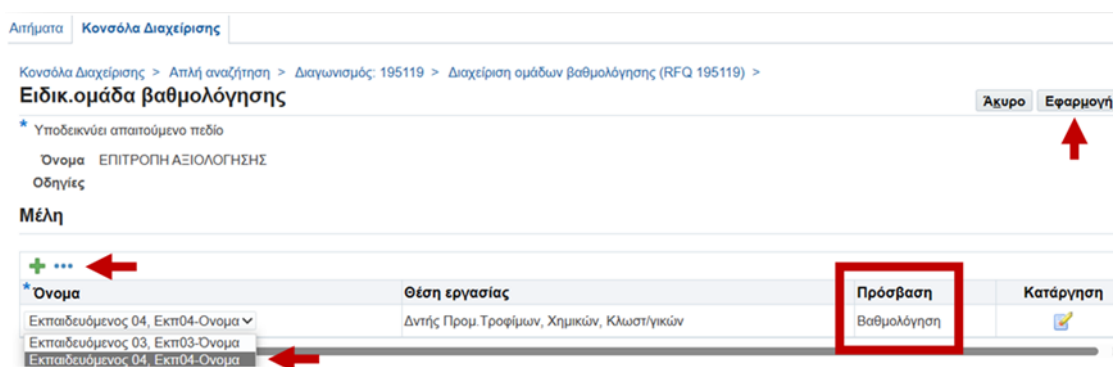 Αιτήματα Κονσόλα Διαχείρισης
Κονσόλα Διαχείρισης > Απλή αναζήτηση > Διαγωνισμός: 195119 > Διαχείριση ομάδων βαθμολόγησης (RFQ 195119) >
Ειδικ.ομάδα βαθμολόγησης
Άκυρο Εφαρμογή
* Υποδεικνύει απαιτούμενο πεδίο
Όνομα ΕΠΙΤΡΟΠΗ ΑΞΙΟΛΟΓΗΣΗΣ
Οδηγίες
Μέλη
* Όνομα Θέση εργασίας Πρόσβαση Κατάργηση
Εκπαιδευόμενος 04, Εκπ04-Ονομα Δντής Προμ.Τροφίμων, Χημικών, Κλωστ/γικών Βαθμολόγηση
Εκπαιδευόμενος 03, Εκπ03-Όνομα
Εκπαιδευόμενος 04, Εκπ04-Ονομα